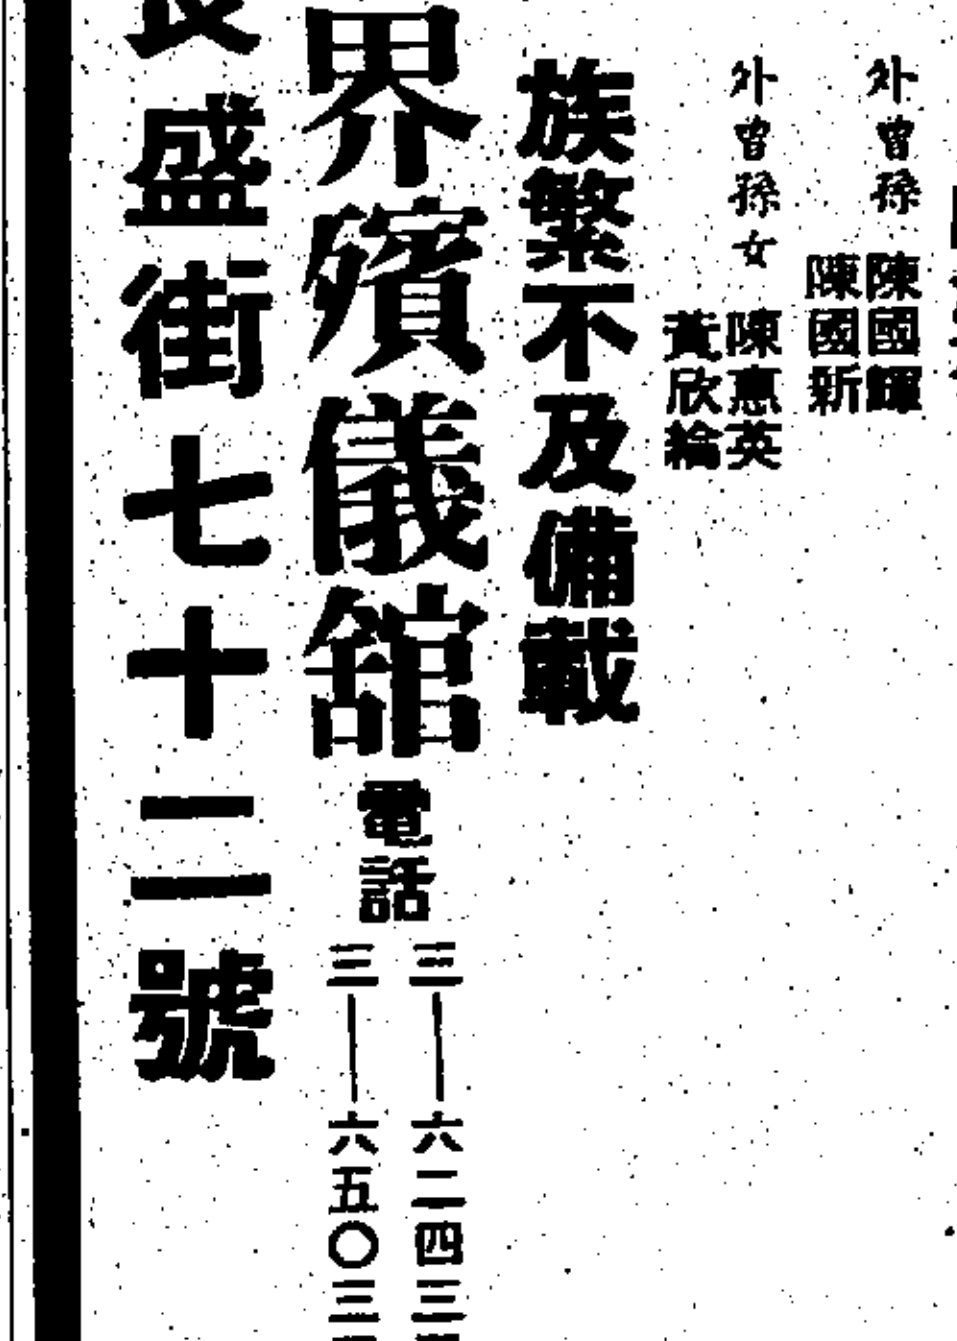 外曾孫 陳國輝
陳國新
外曾孫女 陳惠英
黃欣綸
族繁不及備載
界殯儀館 電話
三—六二四三
三—六五〇三
盛街七十二號